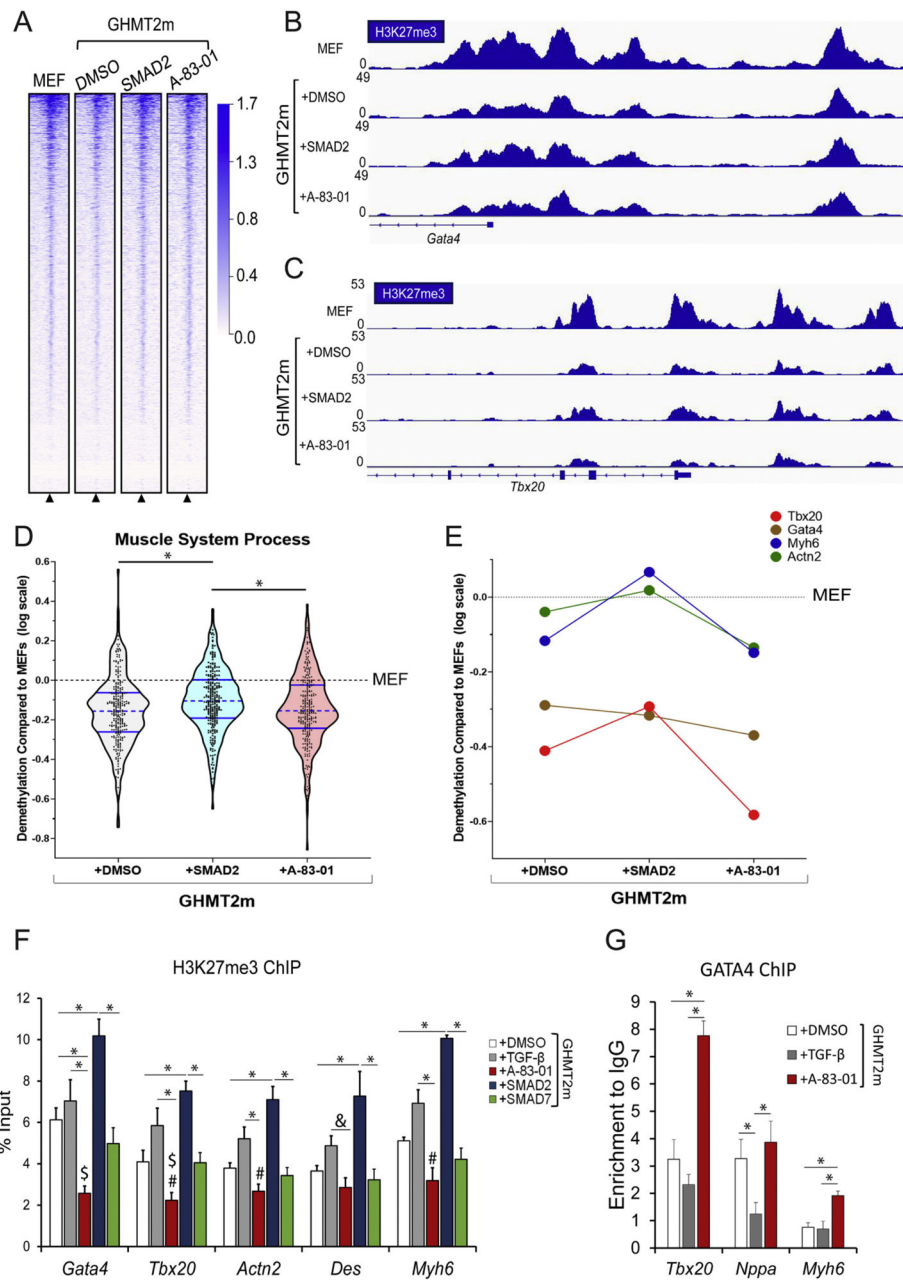 A
GHMT2m
MEF
DMSO
SMAD2
A-83-01
1.7
1.3
0.8
0.4
0.0
B
H3K27me3
MEF
0
49
+DMSO
0
49
+SMAD2
0
49
+A-83-01
0
GHMT2m
Gata4
C
53
H3K27me3
MEF
0
53
+DMSO
0
53
+SMAD2
0
53
+A-83-01
0
GHMT2m
Tbx20
D
Muscle System Process
*
*
Demethylation Compared to MEFs (log scale)
0.6
0.4
0.2
0.0
-0.2
-0.4
-0.6
-0.8
MEF
+DMSO
+SMAD2
+A-83-01
GHMT2m
E
Tbx20
Gata4
Myh6
Actn2
Demethylation Compared to MEFs (log scale)
0.0
-0.2
-0.4
-0.6
MEF
+DMSO
+SMAD2
+A-83-01
GHMT2m
F
H3K27me3 ChIP
% Input
12
10
8
6
4
2
0
* *
*
*
$
* *
*
$
#
* *
*
#
* *
&
* *
*
#
Gata4
Tbx20
Actn2
Des
Myh6
+DMSO
+TGF-β
+A-83-01
+SMAD2
+SMAD7
GHMT2m
G
GATA4 ChIP
Enrichment to IgG
9
8
7
6
5
4
3
2
1
0
*
*
* *
*
*
Tbx20
Nppa
Myh6
+DMSO
+TGF-β
+A-83-01
GHMT2m